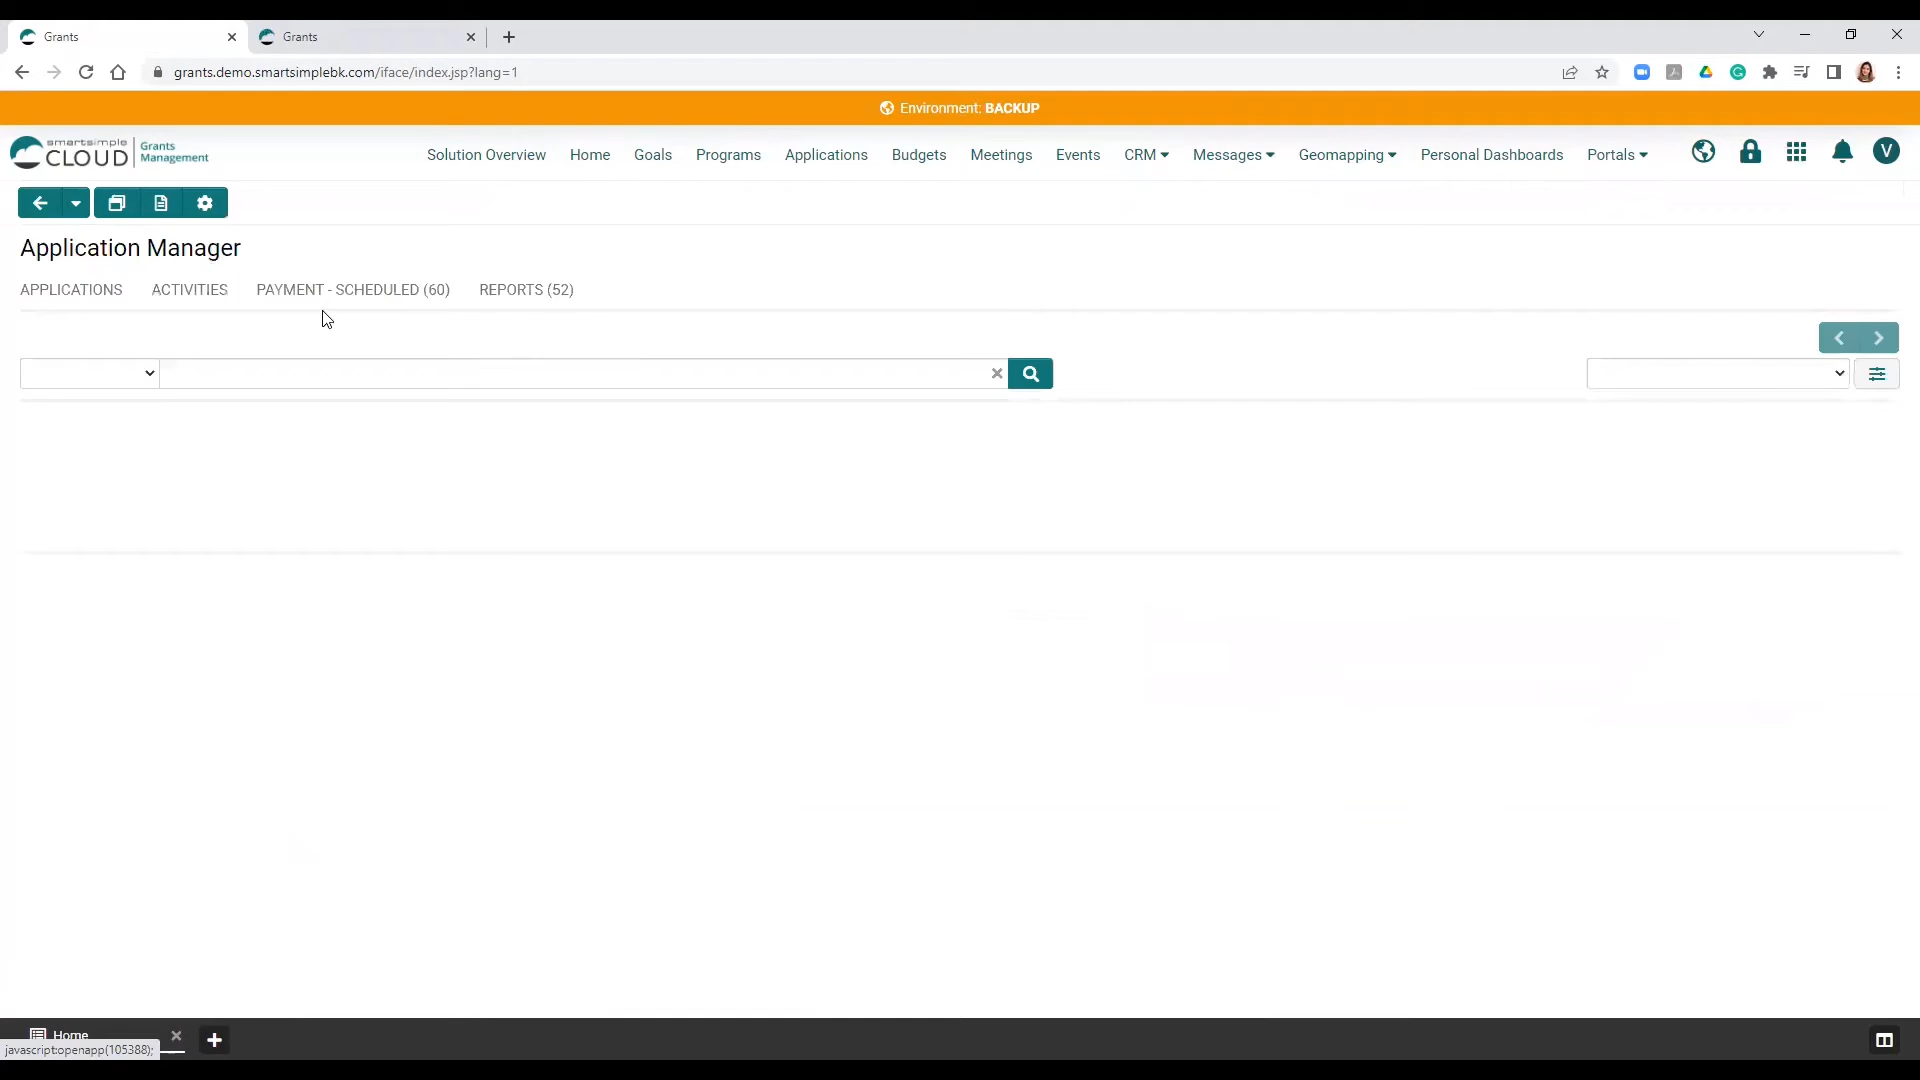 Grants
Grants
grants.demo.smartsimplebk.com/iface/index.jsp?lang=1
Environment: BACKUP
smartsimple
CLOUD
Grants
Management
Solution Overview
Home
Goals
Programs
Applications
Budgets
Meetings
Events
CRM
Messages
Geomapping
Personal Dashboards
Portals
V
Application Manager
APPLICATIONS
ACTIVITIES
PAYMENT - SCHEDULED (60)
REPORTS (52)
Home
javascript:openapp(105388);